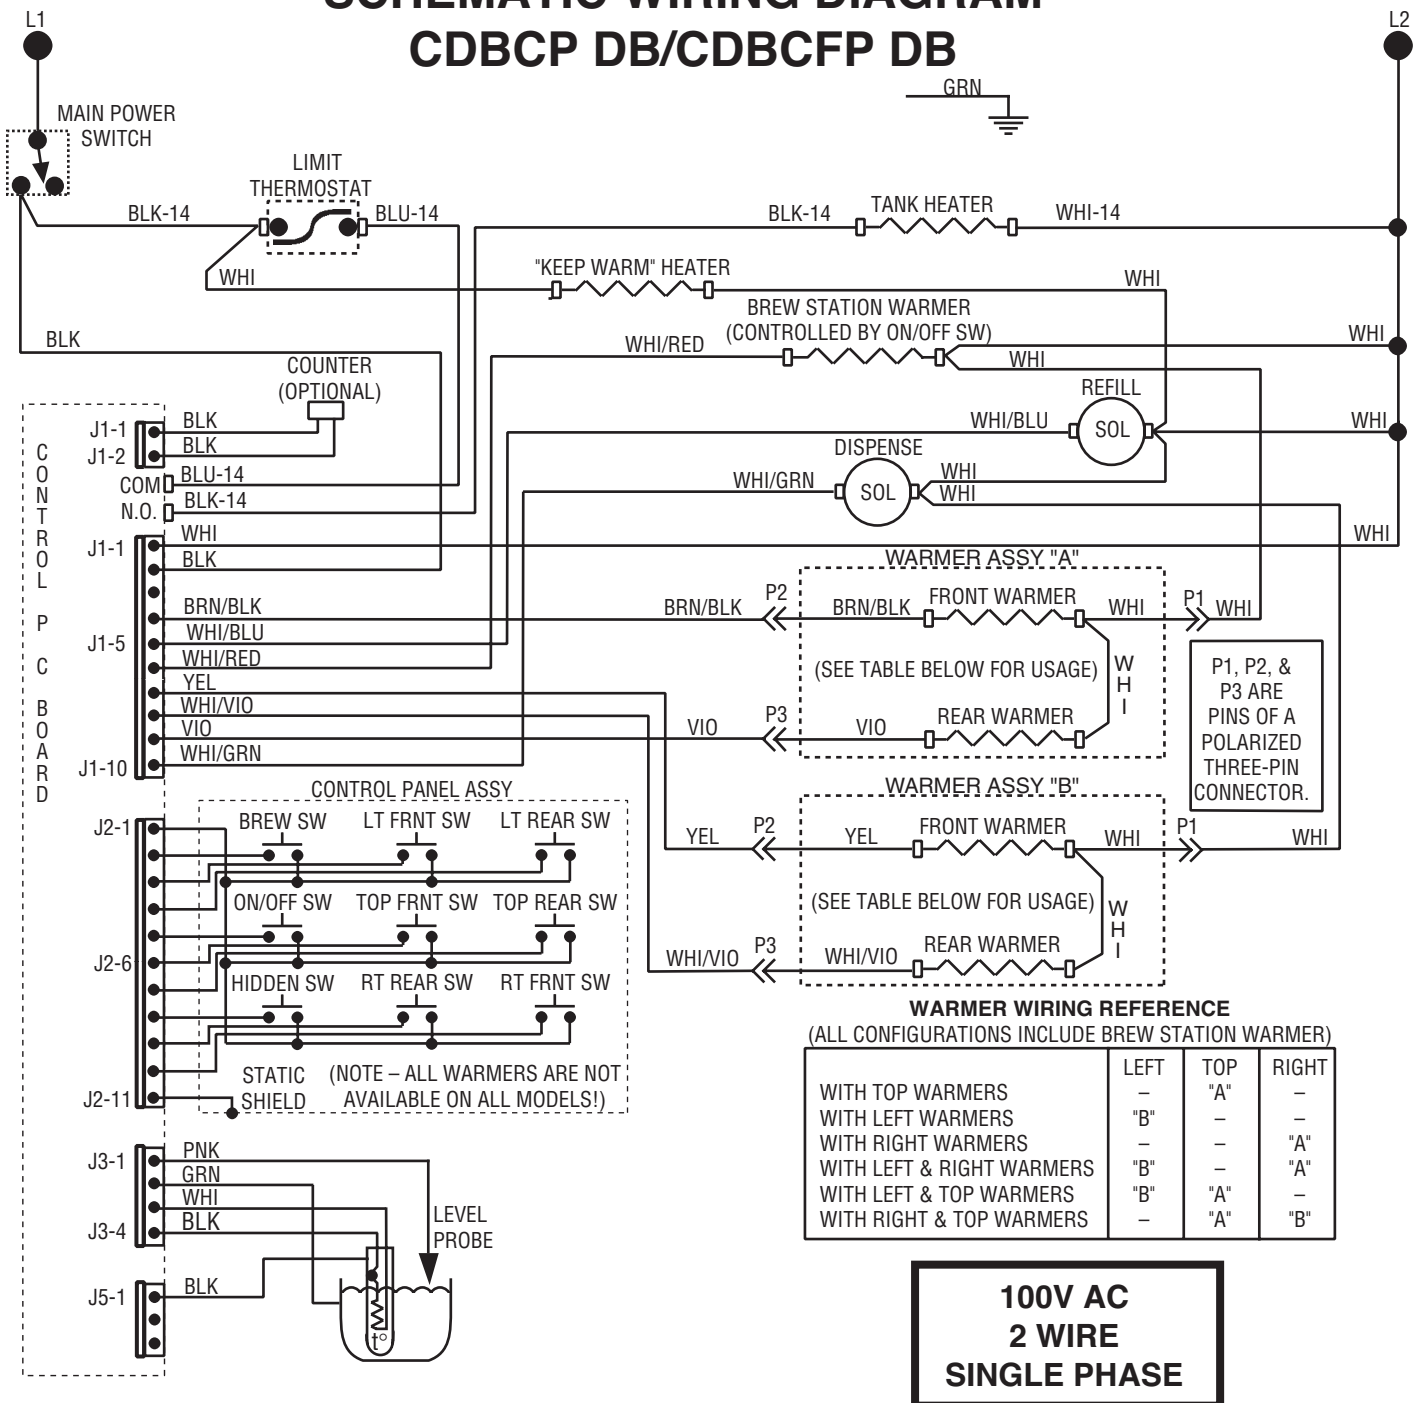 SCHEMATIC WIRING DIAGRAM
CDBCP DB/CDBCFP DB
L1
L2
GRN
MAIN POWER
SWITCH
LIMIT
THERMOSTAT
BLK-14
BLU-14
BLK-14
TANK HEATER
WHI-14
WHI
"KEEP WARM" HEATER
WHI
BREW STATION WARMER
(CONTROLLED BY ON/OFF SW)
WHI/RED
WHI
WHI
BLK
COUNTER
(OPTIONAL)
REFILL
WHI/BLU
SOL
WHI
DISPENSE
WHI/GRN
SOL
WHI
WHI
CONTROL P C BOARD
J1-1
BLK
J1-2
BLK
COM
BLU-14
N.O.
BLK-14
J1-1
WHI
WHI
BLK
BRN/BLK
J1-5
WHI/BLU
WHI/RED
YEL
WHI/VIO
VIO
J1-10
WHI/GRN
WARMER ASSY "A"
BRN/BLK
P2
BRN/BLK
FRONT WARMER
WHI
P1
WHI
(SEE TABLE BELOW FOR USAGE)
WHI
VIO
P3
VIO
REAR WARMER
P1, P2, &
P3 ARE
PINS OF A
POLARIZED
THREE-PIN
CONNECTOR.
WARMER ASSY "B"
YEL
P2
YEL
FRONT WARMER
WHI
P1
WHI
(SEE TABLE BELOW FOR USAGE)
WHI
WHI/VIO
P3
WHI/VIO
REAR WARMER
CONTROL PANEL ASSY
J2-1
BREW SW
LT FRNT SW
LT REAR SW
ON/OFF SW
TOP FRNT SW
TOP REAR SW
J2-6
HIDDEN SW
RT REAR SW
RT FRNT SW
STATIC
SHIELD
(NOTE – ALL WARMERS ARE NOT
AVAILABLE ON ALL MODELS!)
J2-11
WARMER WIRING REFERENCE
(ALL CONFIGURATIONS INCLUDE BREW STATION WARMER)
LEFT TOP RIGHT
WITH TOP WARMERS – "A" –
WITH LEFT WARMERS "B" – –
WITH RIGHT WARMERS – – "A"
WITH LEFT & RIGHT WARMERS "B" – "A"
WITH LEFT & TOP WARMERS "B" "A" –
WITH RIGHT & TOP WARMERS – "A" "B"
J3-1
PNK
GRN
WHI
J3-4
BLK
LEVEL
PROBE
J5-1
BLK
t°
100V AC
2 WIRE
SINGLE PHASE